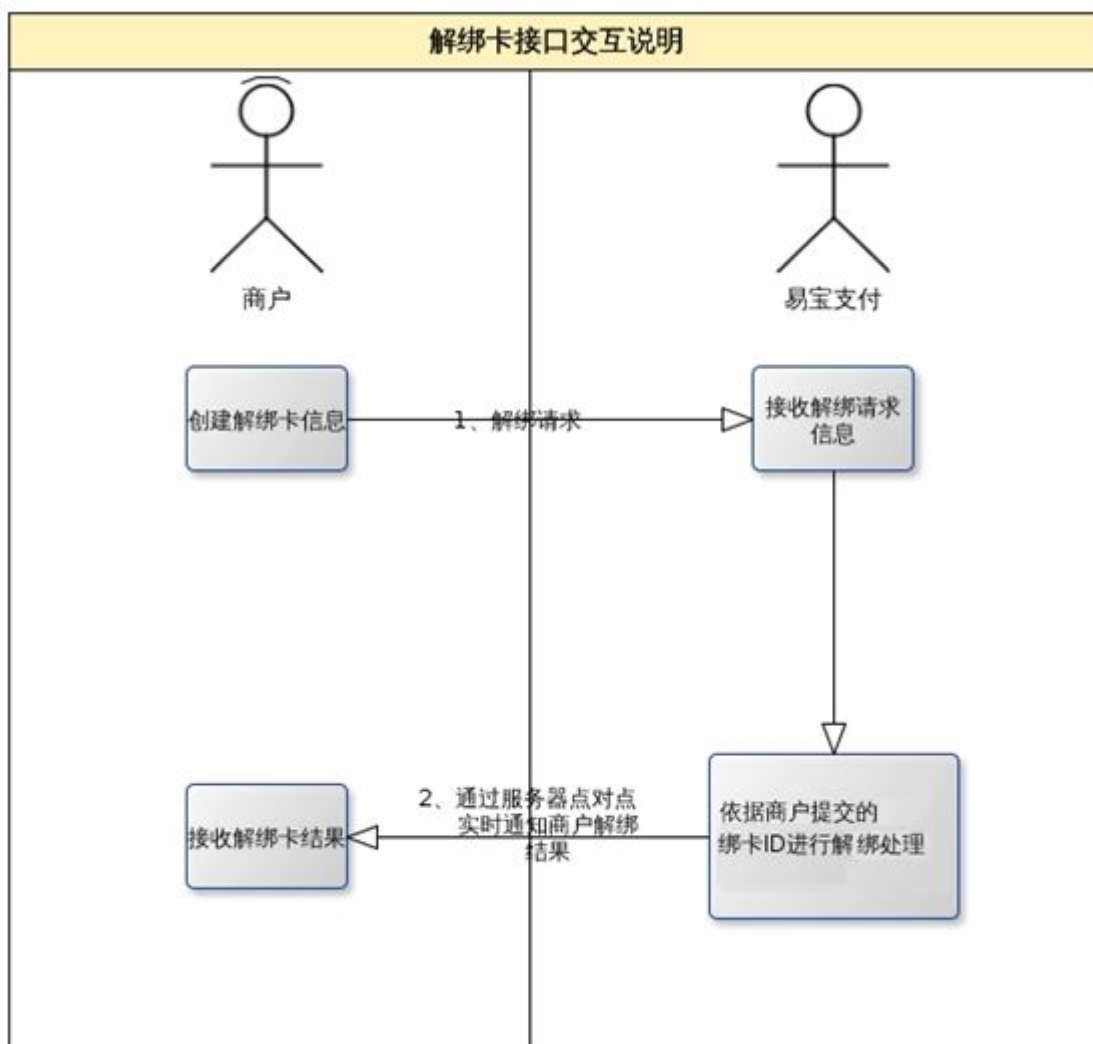 解绑卡接口交互说明
商户
易宝支付
创建解绑卡信息
1、解绑请求
接收解绑请求
信息
依据商户提交的
绑卡ID进行解 绑处理
2、通过服务器点对点
实时通知商户解绑
结果
接收解绑卡结果